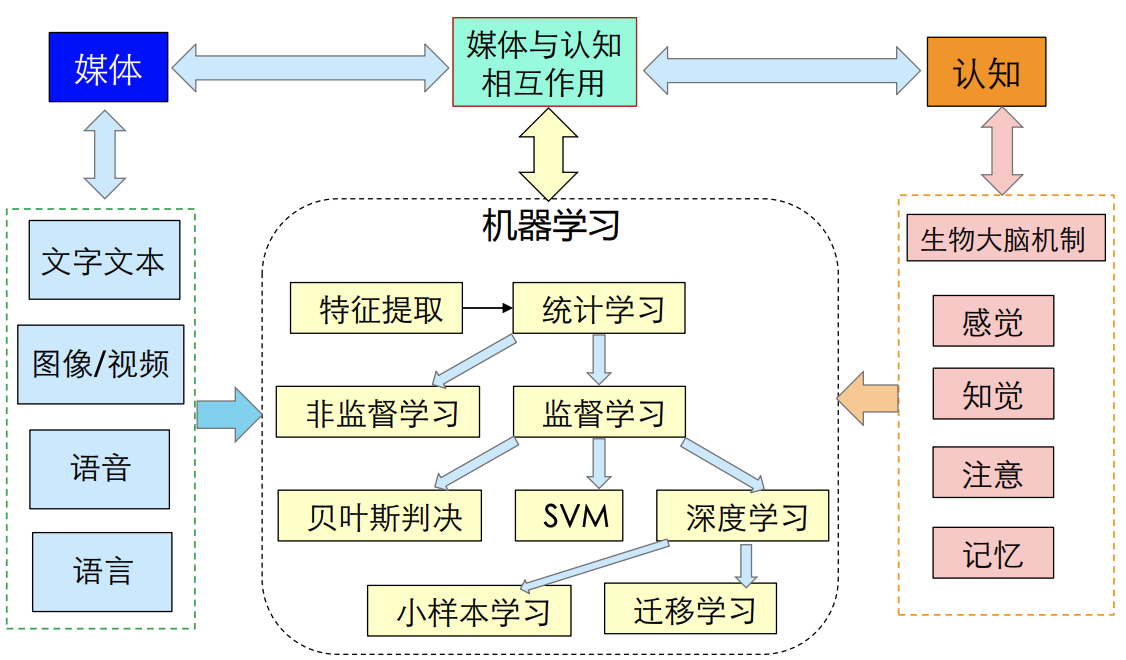 媒体
媒体与认知
相互作用
认知
文字文本
图像/视频
语音
语言
机器学习
特征提取
统计学习
非监督学习
监督学习
贝叶斯判决
SVM
深度学习
小样本学习
迁移学习
生物大脑机制
感觉
知觉
注意
记忆